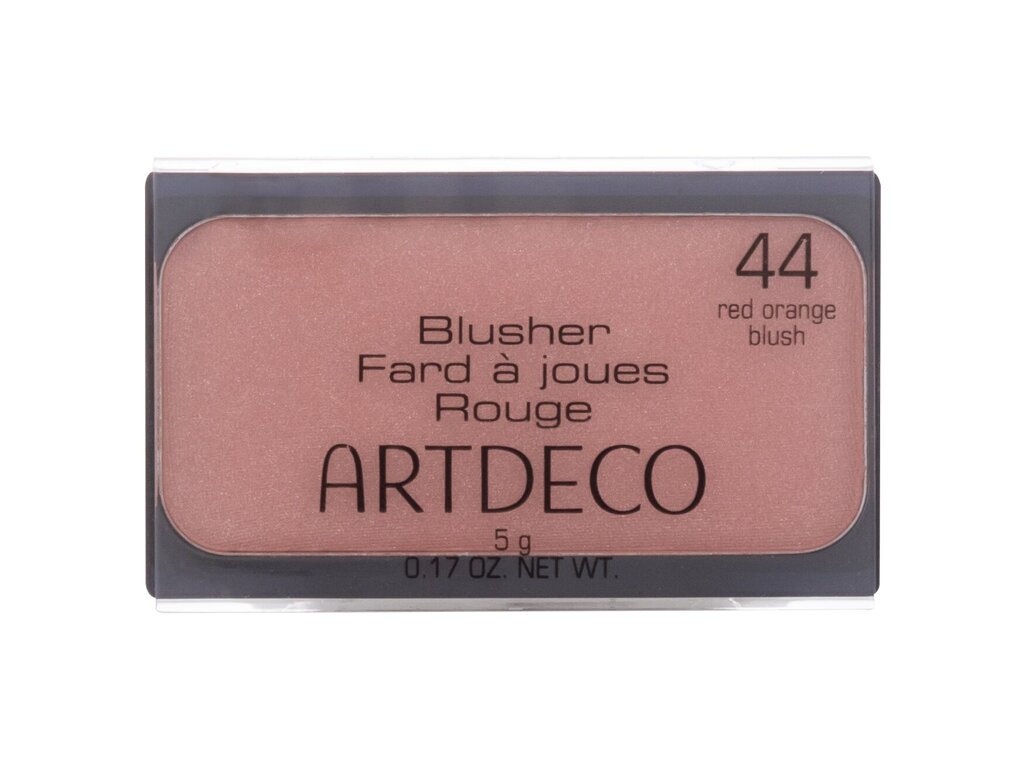 44
red orange
blush
Blusher
Fard à joues
Rouge
ARTDECO
5 g
0.17 OZ. NET WT.